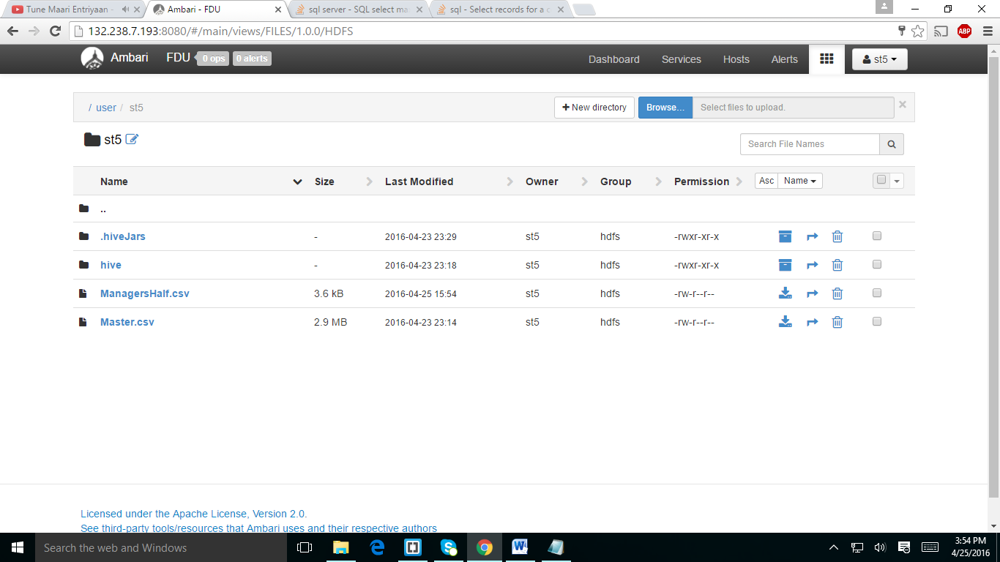 Tune Maari Entriyaan -
Ambari - FDU
sql server - SQL select ma
sql - Select records for a c
132.238.7.193:8080/#/main/views/FILES/1.0.0/HDFS
ABP
Ambari FDU 0 ops 0 alerts Dashboard Services Hosts Alerts st5
/ user / st5 New directory Browse... Select files to upload.
st5 Search File Names
Name Size Last Modified Owner Group Permission Asc Name
..
.hiveJars - 2016-04-23 23:29 st5 hdfs -rwxr-xr-x
hive - 2016-04-23 23:18 st5 hdfs -rwxr-xr-x
ManagersHalf.csv 3.6 kB 2016-04-25 15:54 st5 hdfs -rw-r--r--
Master.csv 2.9 MB 2016-04-23 23:14 st5 hdfs -rw-r--r--
Licensed under the Apache License, Version 2.0.
See third-party tools/resources that Ambari uses and their respective authors
Search the web and Windows
3:54 PM
4/25/2016